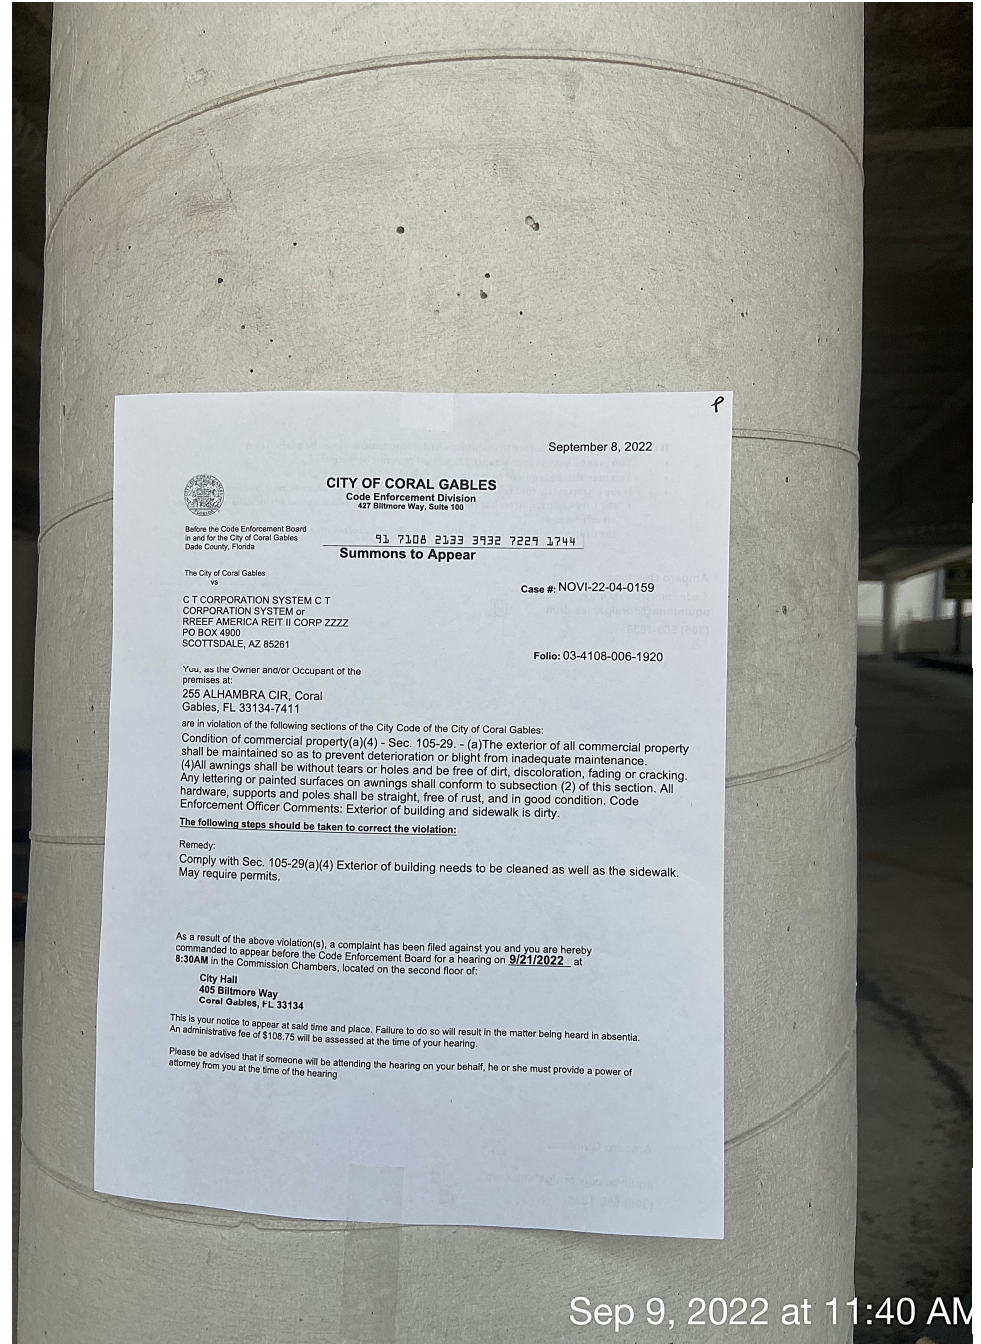 P
September 8, 2022
CITY OF CORAL GABLES
Code Enforcement Division
427 Biltmore Way, Suite 100
Before the Code Enforcement Board
in and for the City of Coral Gables
Dade County, Florida
91 7108 2133 3932 7229 1744
Summons to Appear
The City of Coral Gables
vs
Case #: NOVI-22-04-0159
C T CORPORATION SYSTEM C T
CORPORATION SYSTEM or
RREEF AMERICA REIT II CORP ZZZZ
PO BOX 4900
SCOTTSDALE, AZ 85261
Folio: 03-4108-006-1920
You, as the Owner and/or Occupant of the
premises at:
255 ALHAMBRA CIR, Coral
Gables, FL 33134-7411
are in violation of the following sections of the City Code of the City of Coral Gables:
Condition of commercial property(a)(4) - Sec. 105-29. - (a)The exterior of all commercial property
shall be maintained so as to prevent deterioration or blight from inadequate maintenance.
(4)All awnings shall be without tears or holes and be free of dirt, discoloration, fading or cracking.
Any lettering or painted surfaces on awnings shall conform to subsection (2) of this section. All
hardware, supports and poles shall be straight, free of rust, and in good condition. Code
Enforcement Officer Comments: Exterior of building and sidewalk is dirty.
The following steps should be taken to correct the violation:
Remedy:
Comply with Sec. 105-29(a)(4) Exterior of building needs to be cleaned as well as the sidewalk.
May require permits.
As a result of the above violation(s), a complaint has been filed against you and you are hereby
commanded to appear before the Code Enforcement Board for a hearing on 9/21/2022 at
8:30AM in the Commission Chambers, located on the second floor of:
City Hall
405 Biltmore Way
Coral Gables, FL 33134
This is your notice to appear at said time and place. Failure to do so will result in the matter being heard in absentia.
An administrative fee of $108.75 will be assessed at the time of your hearing.
Please be advised that if someone will be attending the hearing on your behalf, he or she must provide a power of
attorney from you at the time of the hearing
Sep 9, 2022 at 11:40 AM